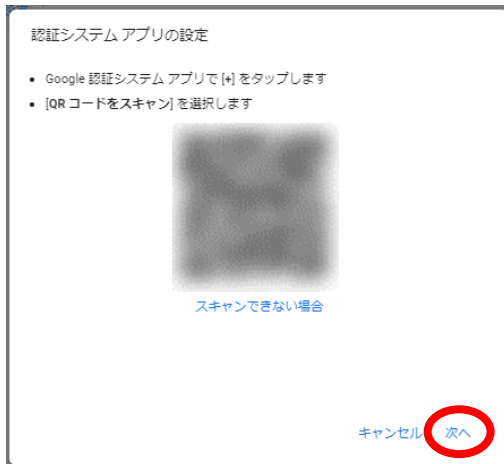 認証システム アプリの設定
• Google 認証システム アプリで [+] をタップします
• [QR コードをスキャン] を選択します
スキャンできない場合
キャンセル 次へ